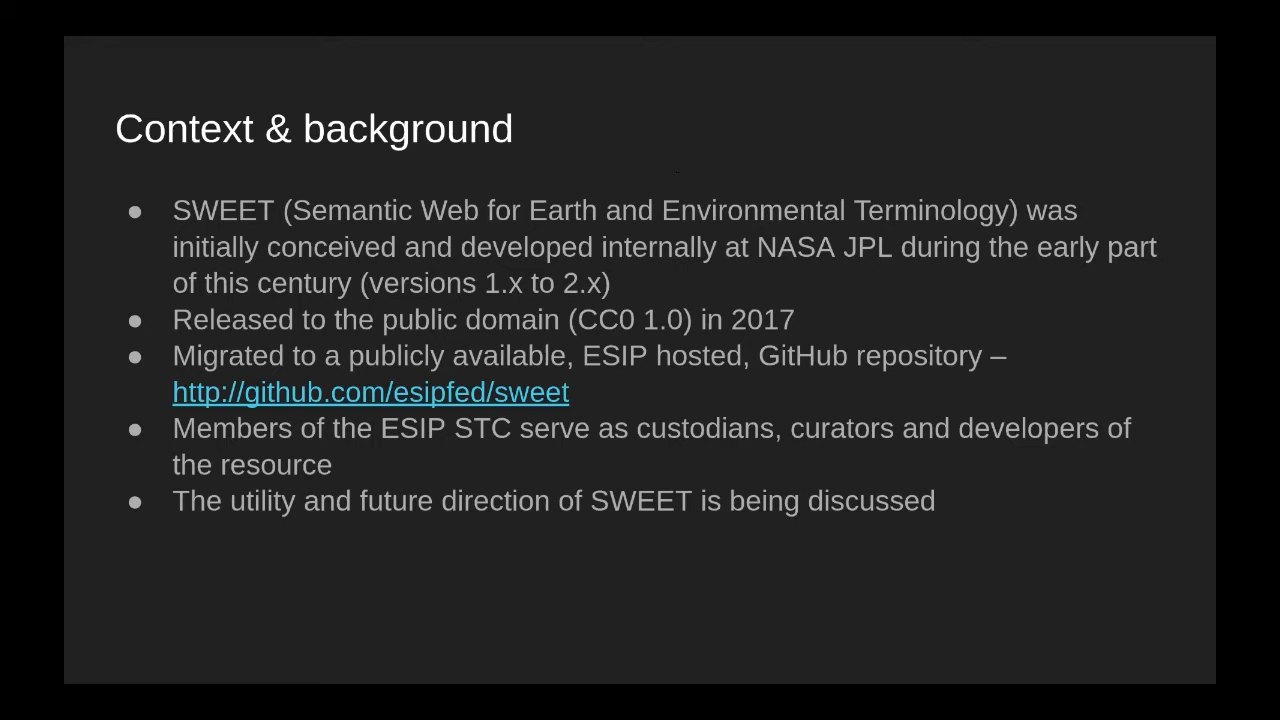 Context & background
● SWEET (Semantic Web for Earth and Environmental Terminology) was
initially conceived and developed internally at NASA JPL during the early part
of this century (versions 1.x to 2.x)
● Released to the public domain (CC0 1.0) in 2017
● Migrated to a publicly available, ESIP hosted, GitHub repository –
http://github.com/esipfed/sweet
● Members of the ESIP STC serve as custodians, curators and developers of
the resource
● The utility and future direction of SWEET is being discussed